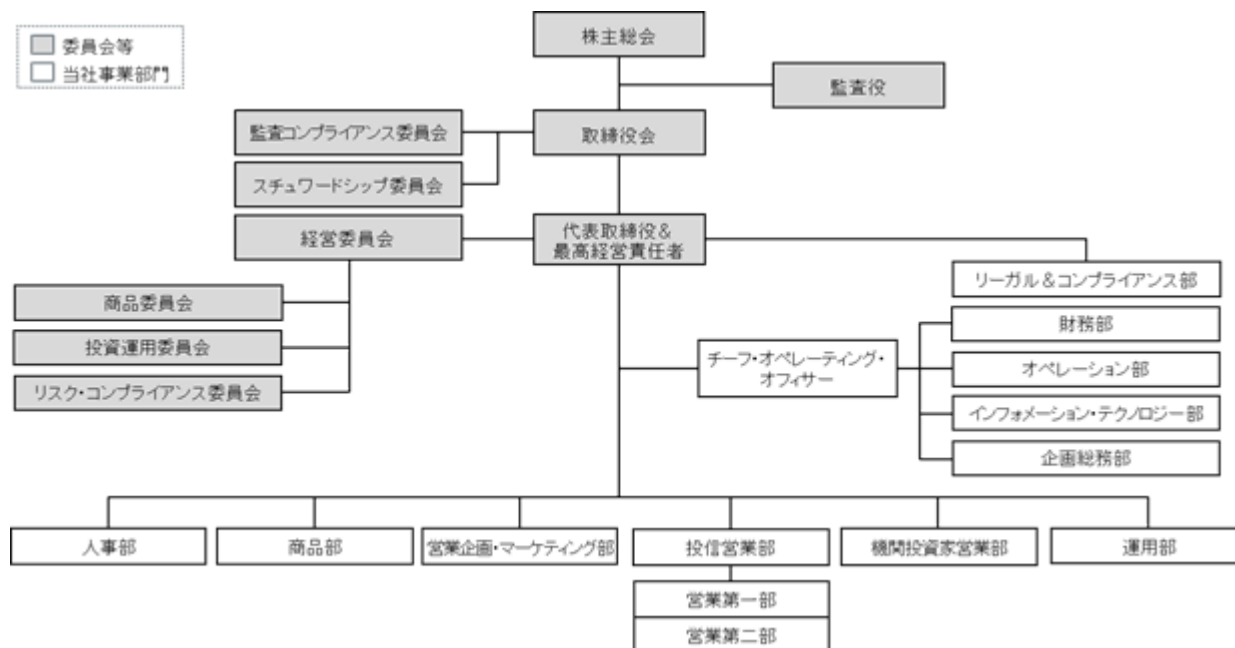 株主総会
委員会等
当社事業部門
監査役
監査コンプライアンス委員会
取締役会
スチュワードシップ委員会
経営委員会
代表取締役&
最高経営責任者
リーガル&コンプライアンス部
商品委員会
財務部
投資運用委員会
チーフ・オペレーティング・
オフィサー
オペレーション部
リスク・コンプライアンス委員会
インフォメーション・テクノロジー部
企画総務部
人事部
商品部
営業企画・マーケティング部
投信営業部
機関投資家営業部
運用部
営業第一部
営業第二部